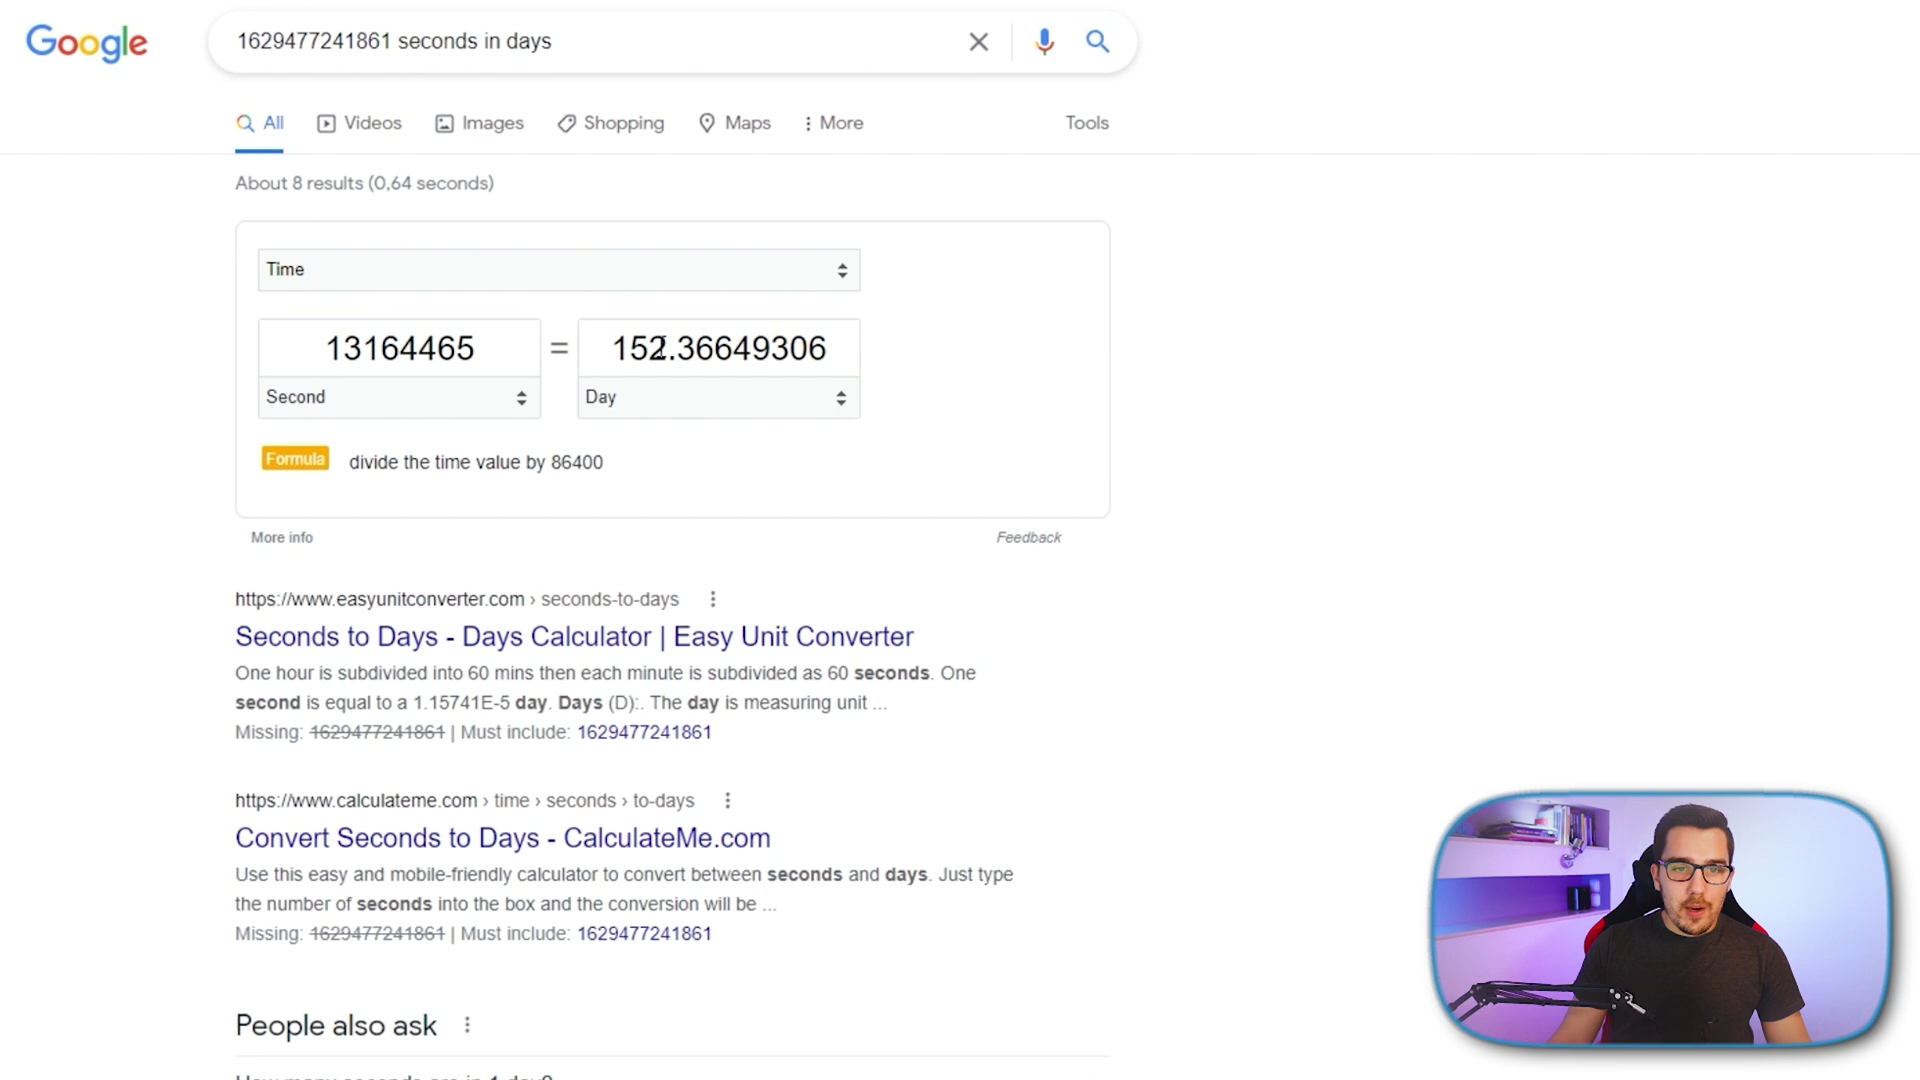 Google
1629477241861 seconds in days
All
Videos
Images
Shopping
Maps
More
Tools
About 8 results (0,64 seconds)
Time
13164465 = 152.36649306
Second
Day
Formula divide the time value by 86400
More info
Feedback
https://www.easyunitconverter.com › seconds-to-days
Seconds to Days - Days Calculator | Easy Unit Converter
One hour is subdivided into 60 mins then each minute is subdivided as 60 seconds. One
second is equal to a 1.15741E-5 day. Days (D):. The day is measuring unit ...
Missing: 1629477241861 | Must include: 1629477241861
https://www.calculateme.com › time › seconds › to-days
Convert Seconds to Days - CalculateMe.com
Use this easy and mobile-friendly calculator to convert between seconds and days. Just type
the number of seconds into the box and the conversion will be ...
Missing: 1629477241861 | Must include: 1629477241861
People also ask
How many seconds are in 1 day?